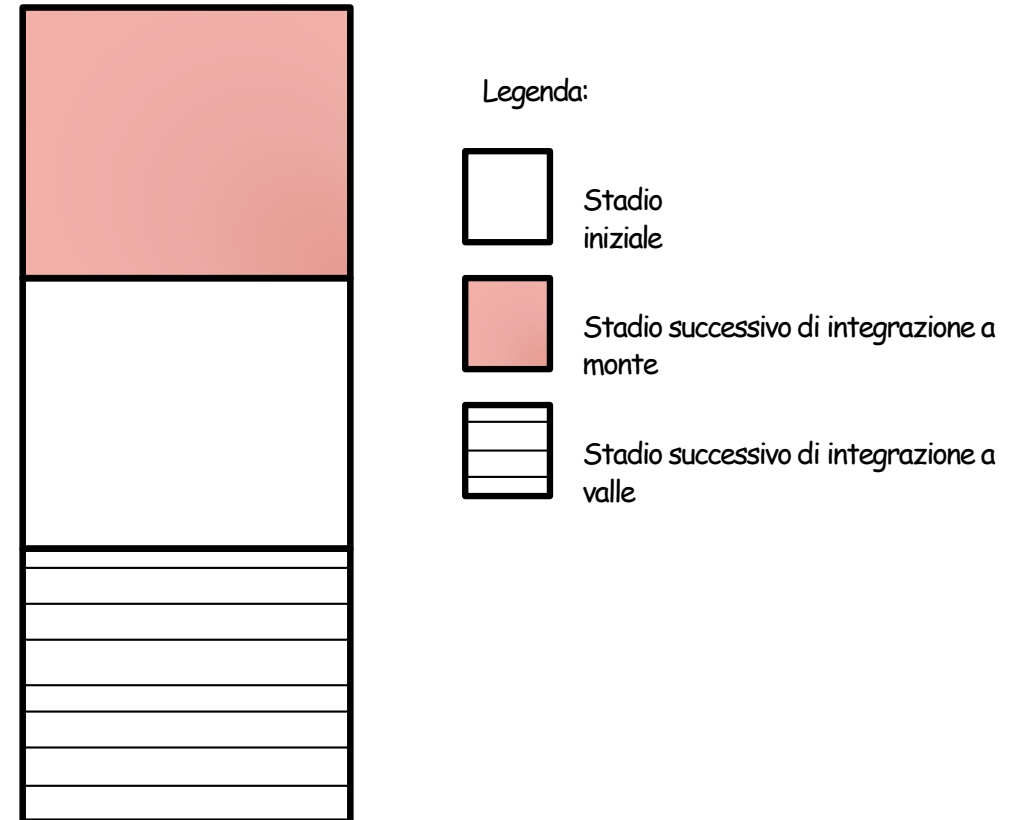 Legenda:
Stadio
iniziale
Stadio successivo di integrazione a
monte
Stadio successivo di integrazione a
valle